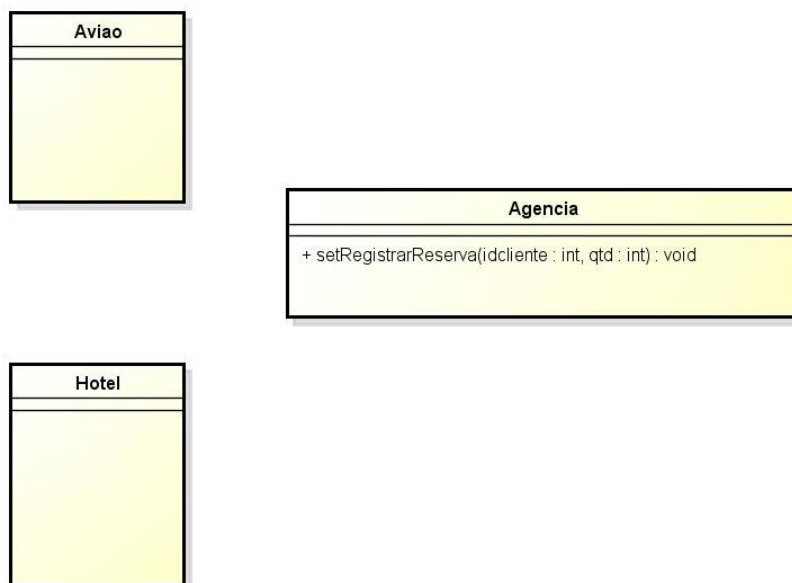 Aviao
Agencia
+ setRegistrarReserva(idcliente : int, qtd : int) : void
Hotel